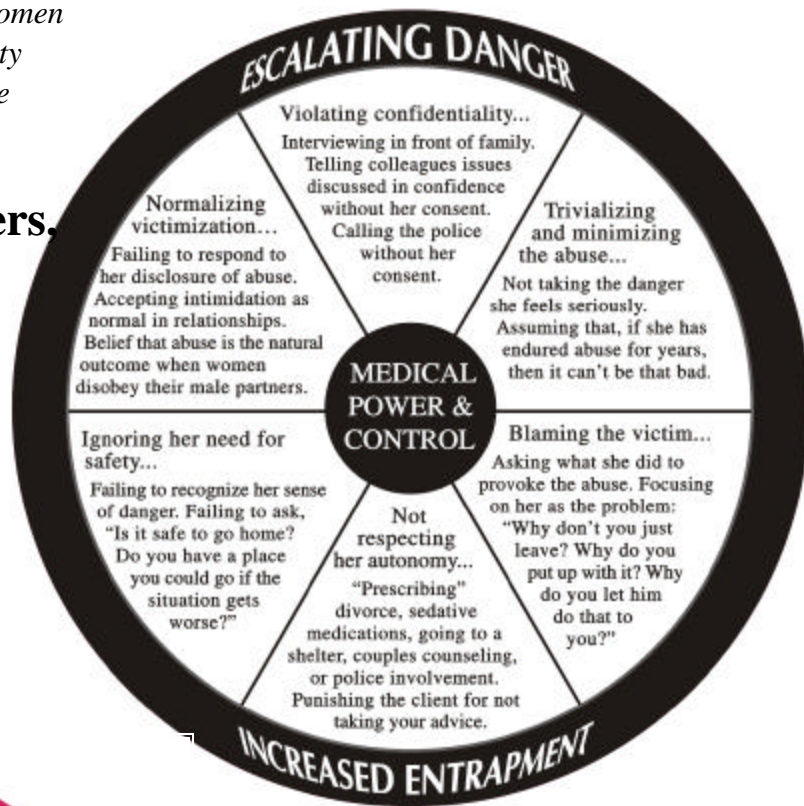 omen
ty
e
ers.
ESCALATING DANGER
Violating confidentiality...
Interviewing in front of family.
Telling colleagues issues
discussed in confidence
without her consent.
Calling the police
without her
consent.
Trivializing
and minimizing
the abuse...
Not taking the danger
she feels seriously.
Assuming that, if she has
endured abuse for years,
then it can't be that bad.
Blaming the victim...
Asking what she did to
provoke the abuse. Focusing
on her as the problem:
“Why don't you just
leave? Why do you
put up with it? Why
do you let him
do that to
you?”
Not
respecting
her autonomy...
“Prescribing”
divorce, sedative
medications, going to a
shelter, couples counseling,
or police involvement.
Punishing the client for not
taking your advice.
Ignoring her need for
safety...
Failing to recognize her sense
of danger. Failing to ask,
“Is it safe to go home?
Do you have a place
you could go if the
situation gets
worse?”
Normalizing
victimization...
Failing to respond to
her disclosure of abuse.
Accepting intimidation as
normal in relationships.
Belief that abuse is the natural
outcome when women
disobey their male partners.
MEDICAL
POWER &
CONTROL
INCREASED ENTRAPMENT